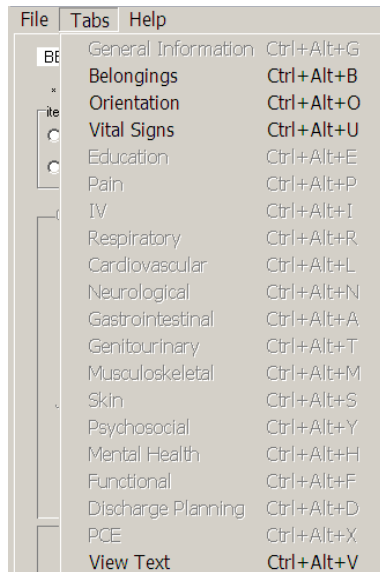 File Tabs Help
BE
General Information Ctrl+Alt+G
*
Belongings Ctrl+Alt+B
ite
Orientation Ctrl+Alt+O
Vital Signs Ctrl+Alt+U
Education Ctrl+Alt+E
Pain Ctrl+Alt+P
IV Ctrl+Alt+I
Respiratory Ctrl+Alt+R
Cardiovascular Ctrl+Alt+L
Neurological Ctrl+Alt+N
Gastrointestinal Ctrl+Alt+A
Genitourinary Ctrl+Alt+T
Musculoskeletal Ctrl+Alt+M
Skin Ctrl+Alt+S
Psychosocial Ctrl+Alt+Y
Mental Health Ctrl+Alt+H
Functional Ctrl+Alt+F
Discharge Planning Ctrl+Alt+D
PCE Ctrl+Alt+X
View Text Ctrl+Alt+V